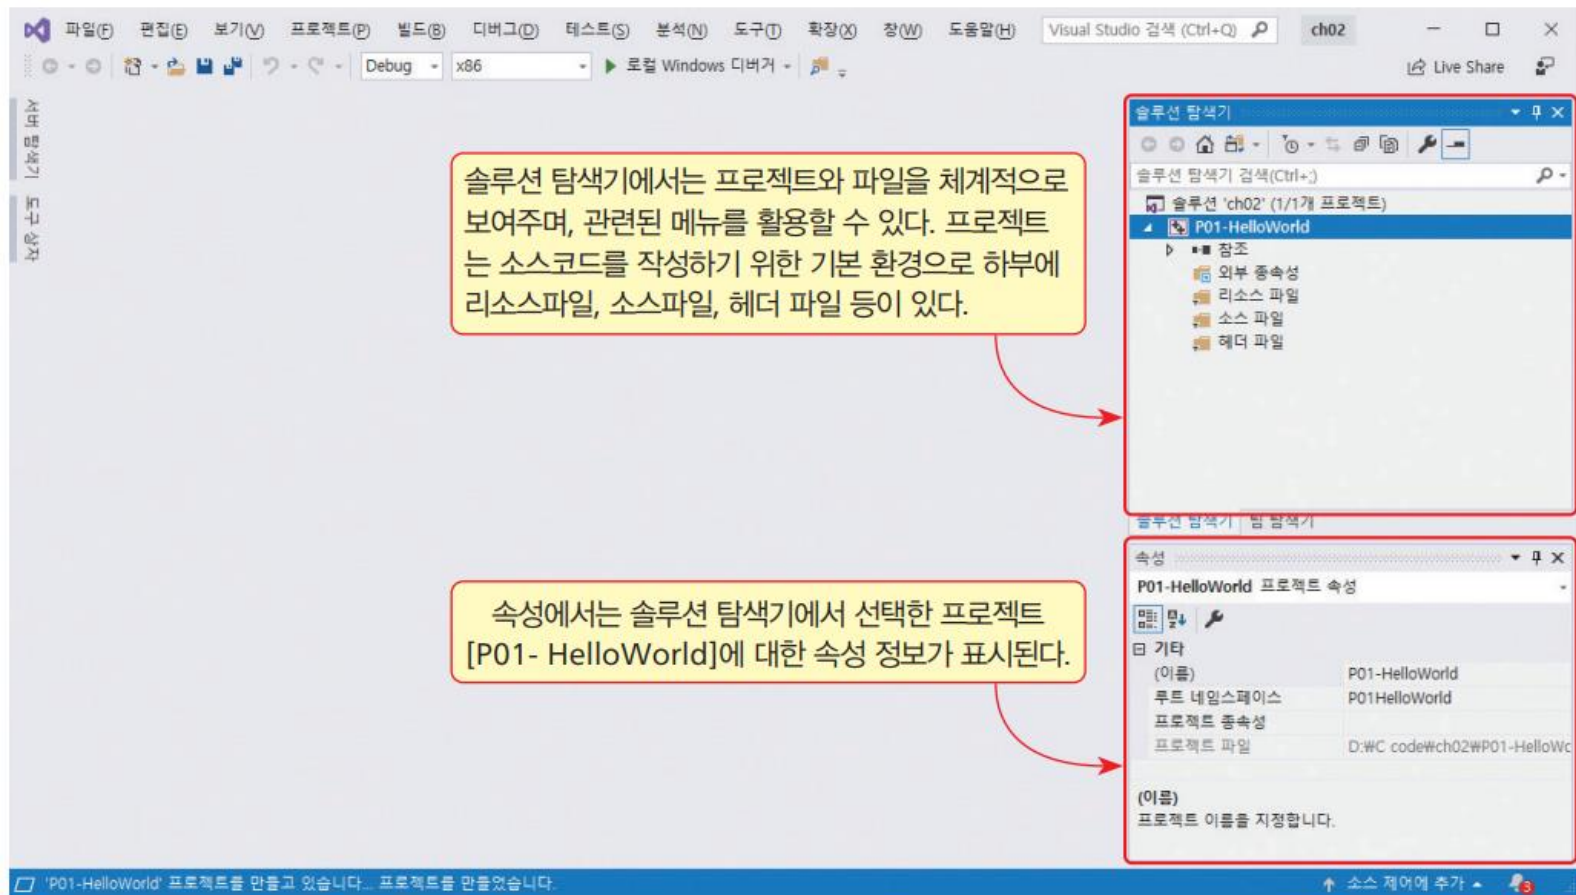 파일(F) 편집(E) 보기(V) 프로젝트(P) 빌드(B) 디버그(D) 테스트(S) 분석(N) 도구(T) 확장(X) 창(W) 도움말(H) Visual Studio 검색 (Ctrl+Q) ch02
Debug x86 로컬 Windows 디버거 Live Share
서버 탐색기
도구 상자
솔루션 탐색기에서는 프로젝트와 파일을 체계적으로
보여주며, 관련된 메뉴를 활용할 수 있다. 프로젝트
는 소스코드를 작성하기 위한 기본 환경으로 하부에
리소스파일, 소스파일, 헤더 파일 등이 있다.
솔루션 탐색기
솔루션 탐색기 검색(Ctrl+;)
솔루션 'ch02' (1/1개 프로젝트)
P01-HelloWorld
참조
외부 종속성
리소스 파일
소스 파일
헤더 파일
솔루션 탐색기 팀 탐색기
속성에서는 솔루션 탐색기에서 선택한 프로젝트
[P01- HelloWorld]에 대한 속성 정보가 표시된다.
속성
P01-HelloWorld 프로젝트 속성
기타
(이름) P01-HelloWorld
루트 네임스페이스 P01HelloWorld
프로젝트 종속성
프로젝트 파일 D:₩C code₩ch02₩P01-HelloWc
(이름)
프로젝트 이름을 지정합니다.
'P01-HelloWorld' 프로젝트를 만들고 있습니다... 프로젝트를 만들었습니다. 소스 제어에 추가 3